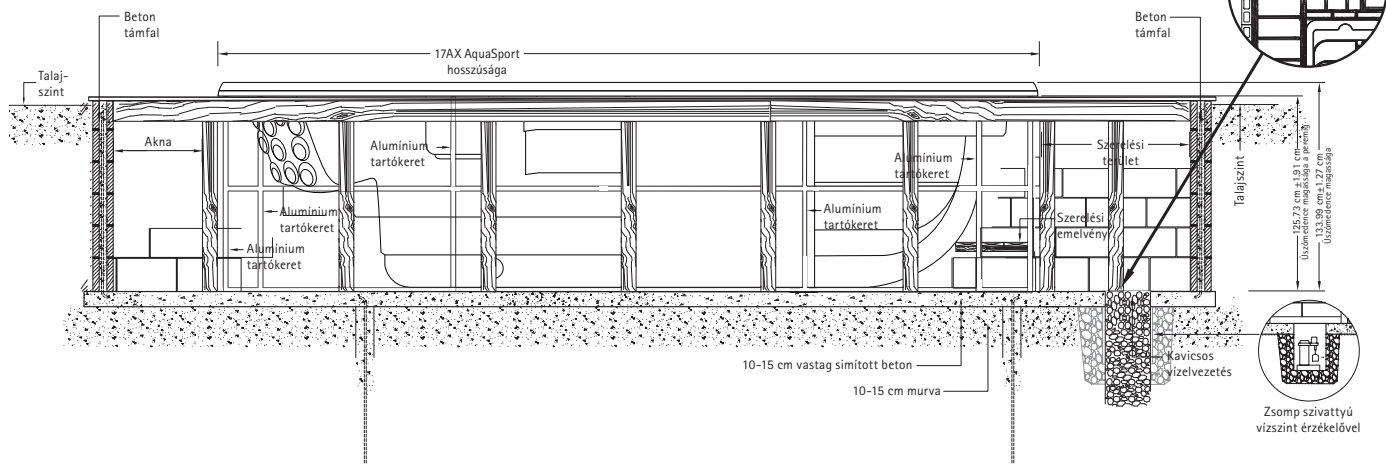 Beton
támfal
17AX AquaSport
hosszúsága
Beton
támfal
Talaj-
szint
Akna
Alumínium
tartókeret
Alumínium
tartókeret
Szerelési
terület
Alumínium
tartókeret
Alumínium
tartókeret
Alumínium
tartókeret
Szerelési
emelvény
Talajszint
125.73 cm ±1,91 cm
Úszómedence magassága a peremig
133.99 cm±1.27 cm
Úszómedence magassága
10-15 cm vastag simított beton
10-15 cm murva
Kavicsos
vízelvezetés
Zsomp szivattyú
vízszint érzékelővel